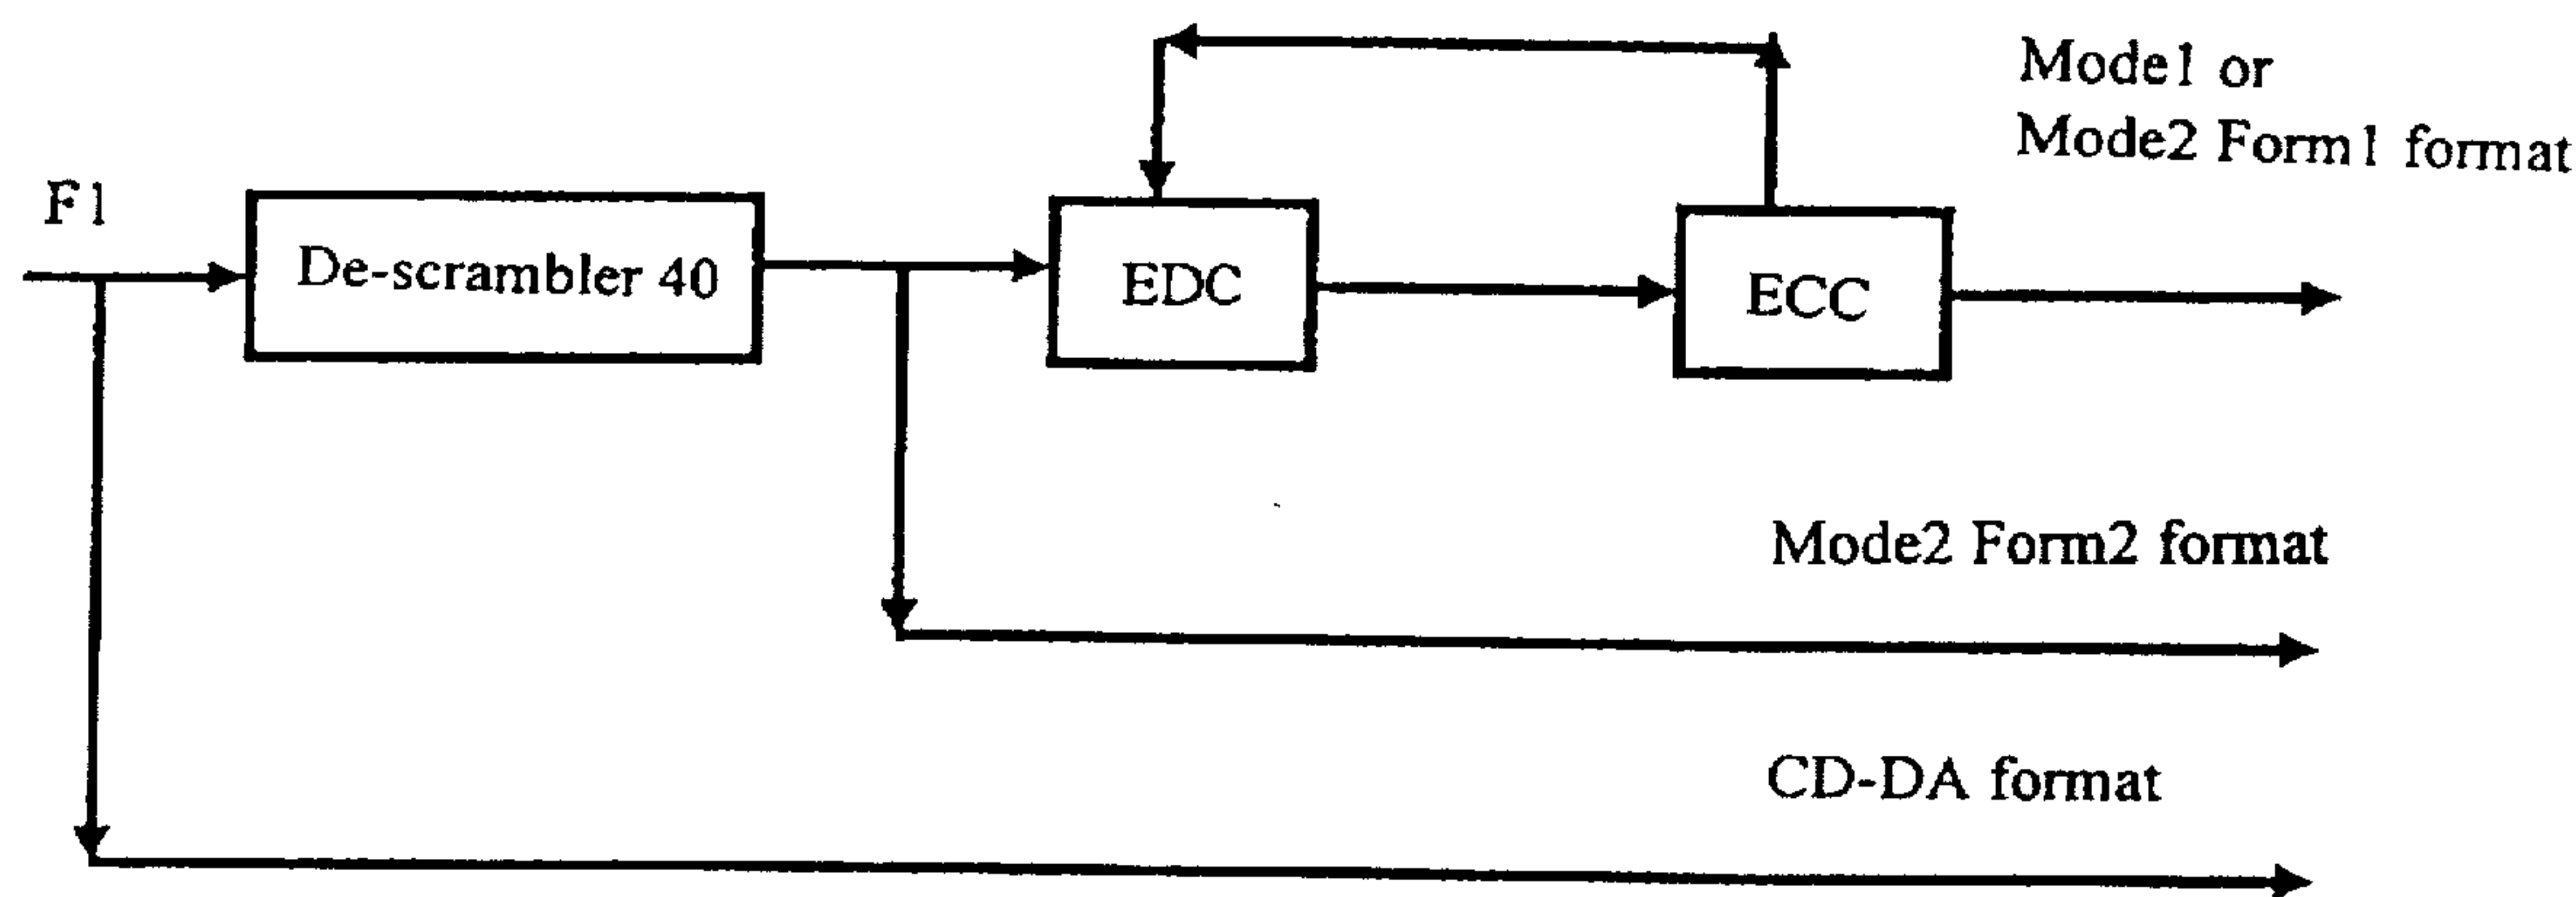 Mode1 or
Mode2 Form1 format
F1
De-scrambler 40
EDC
ECC
Mode2 Form2 format
CD-DA format